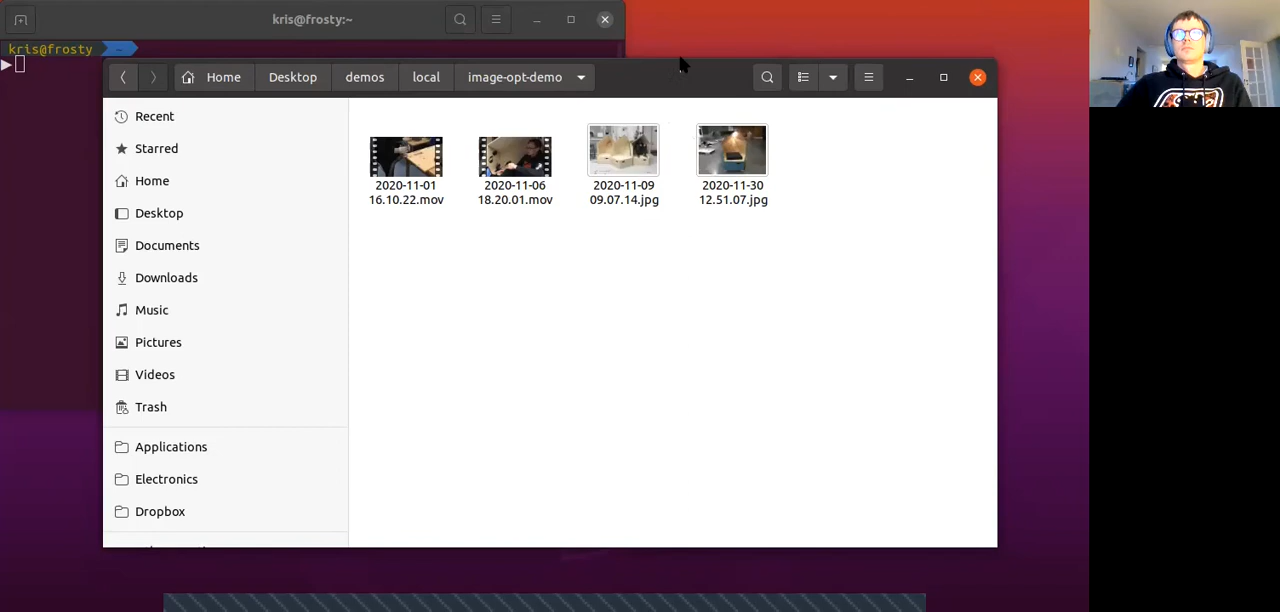 kris@frosty:~
kris@frosty ~
Home Desktop demos local image-opt-demo
Recent
Starred
Home
Desktop
Documents
Downloads
Music
Pictures
Videos
Trash
Applications
Electronics
Dropbox
2020-11-01
16.10.22.mov
2020-11-06
18.20.01.mov
2020-11-09
09.07.14.jpg
2020-11-30
12.51.07.jpg